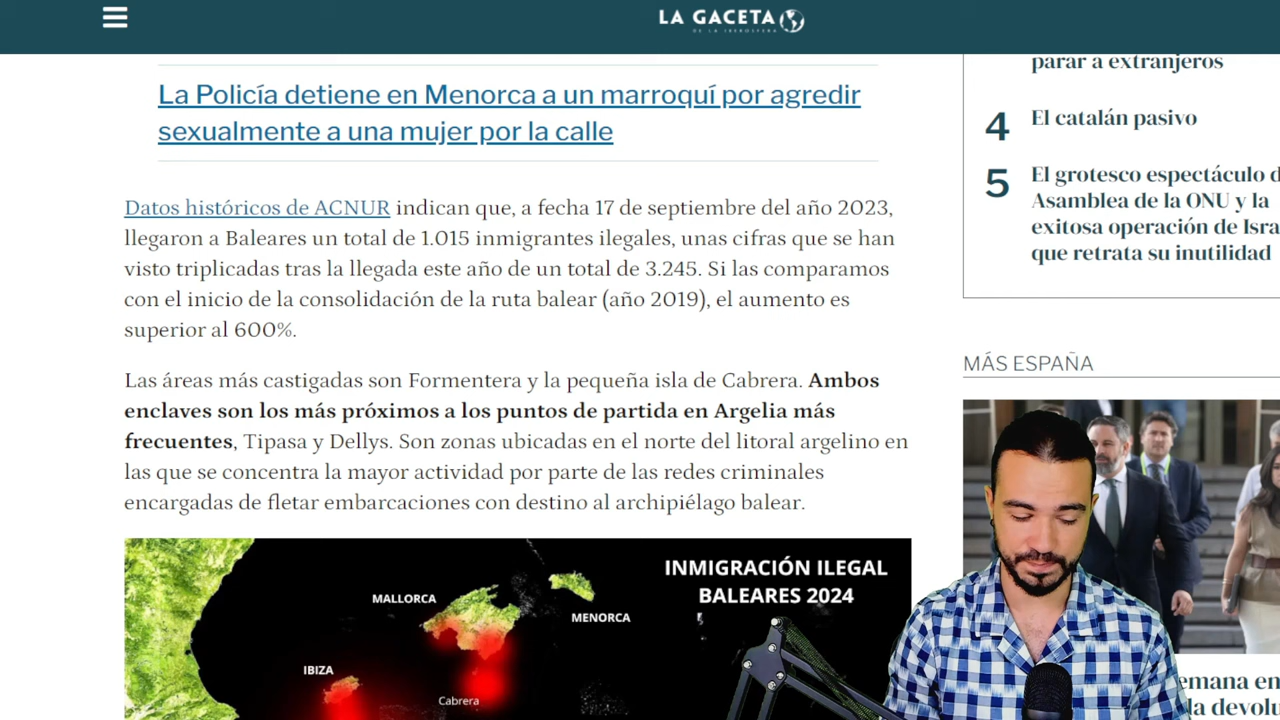 LA GACETA
DE LA IBEROSFERA
La Policía detiene en Menorca a un marroquí por agredir
sexualmente a una mujer por la calle
Datos históricos de ACNUR indican que, a fecha 17 de septiembre del año 2023,
llegaron a Baleares un total de 1.015 inmigrantes ilegales, unas cifras que se han
visto triplicadas tras la llegada este año de un total de 3.245. Si las comparamos
con el inicio de la consolidación de la ruta balear (año 2019), el aumento es
superior al 600%.
Las áreas más castigadas son Formentera y la pequeña isla de Cabrera. Ambos
enclaves son los más próximos a los puntos de partida en Argelia más
frecuentes, Tipasa y Dellys. Son zonas ubicadas en el norte del litoral argelino en
las que se concentra la mayor actividad por parte de las redes criminales
encargadas de fletar embarcaciones con destino al archipiélago balear.
INMIGRACIÓN ILEGAL
BALEARES 2024
MALLORCA
MENORCA
IBIZA
Cabrera
parar a extranjeros
4 El catalán pasivo
5 El grotesco espectáculo d
Asamblea de la ONU y la
exitosa operación de Isra
que retrata su inutilidad
MÁS ESPAÑA
emana en
la devolu